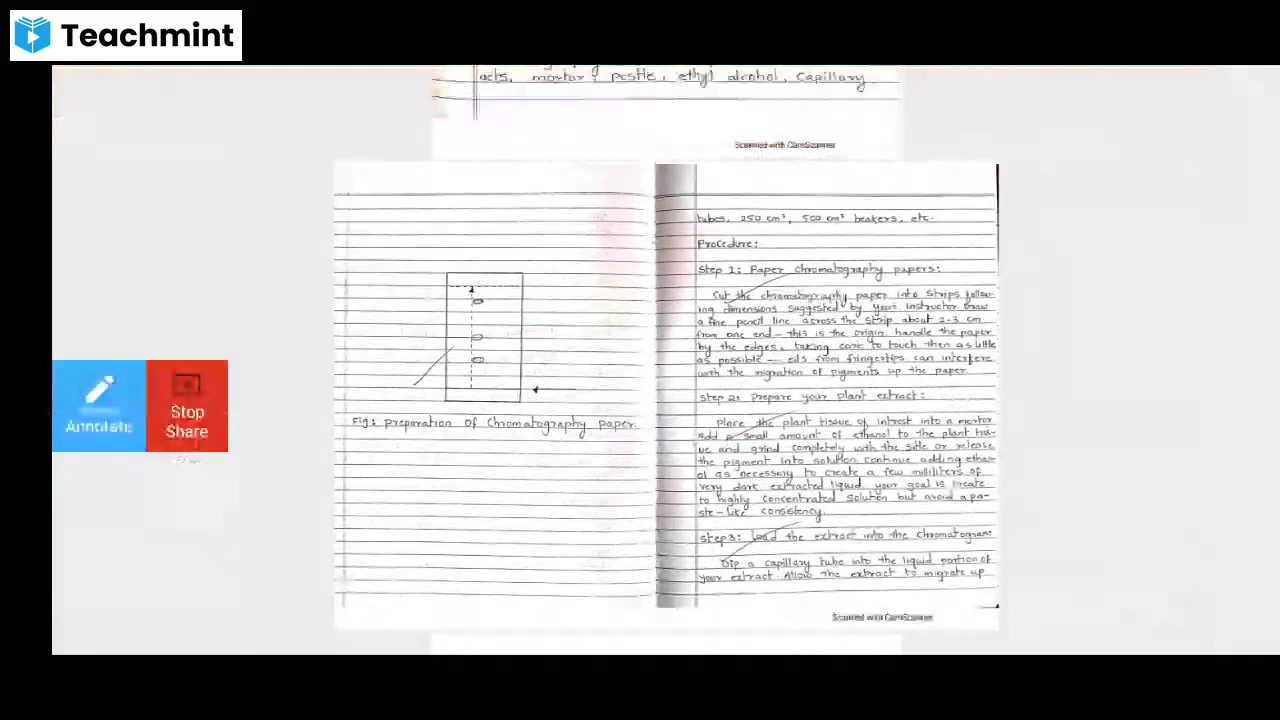 Teachmint
acts, mortar, pestle, ethyl alcohol, Capillary
Scanned with CamScanner
tubes, 250 cm³, 500 cm³ beakers, etc.
Procedure:
Step 1: Paper chromatography papers:
Cut the chromatography paper into strips follow-
ing dimensions suggested by your instructor Draw
a fine pencil line across the strip about 2-3 cm
from one end - this is the origin. handle the paper
by the edges, taking care to touch then as little
as possible - oils from fringertips can interfere
with the migration of pigments up the paper
Step 2: Prepare your plant extract:
Place the plant tissue of intrest into a mortar
add a small amount of ethanol to the plant tiss-
ue and grind completely with the to release
the pigment into solution continue adding ethan-
ol as necessary to create a few milliliters of
very dark extracted liquid your goal is create
to highly concentrated solution but avoid a pa-
ste-like consistency.
Step 3: Load the extract into the chromatogram:
Dip a capillary tube into the liquid portion of
your extract. Allow the extract to migrate up
Fig: preparation of Chromatography paper.
Scanned with CamScanner
Annotate
Stop
Share